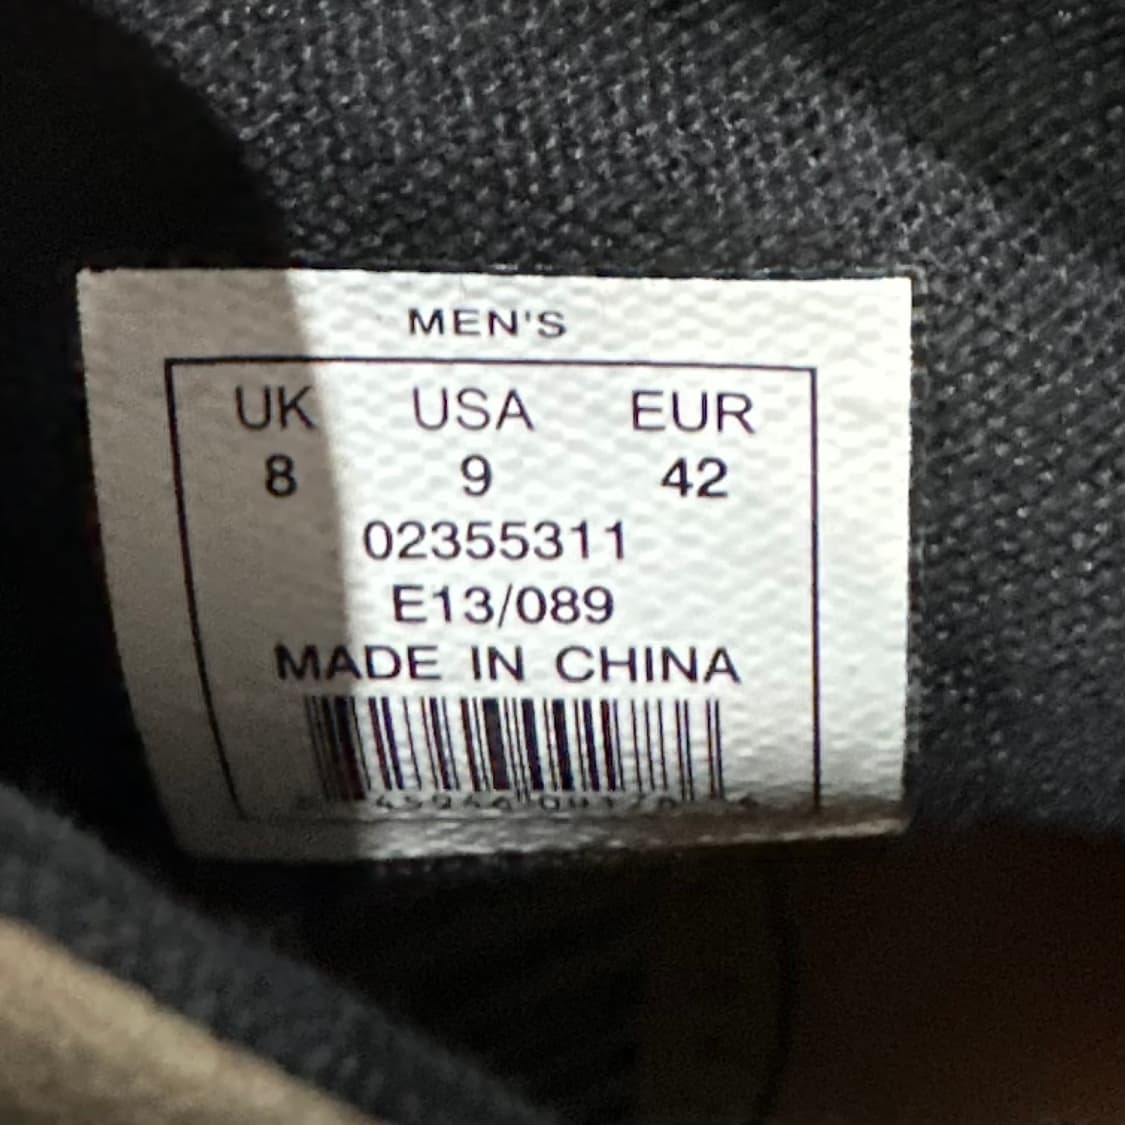 MEN'S
UK USA EUR
8 9 42
02355311
E13/089
MADE IN CHINA